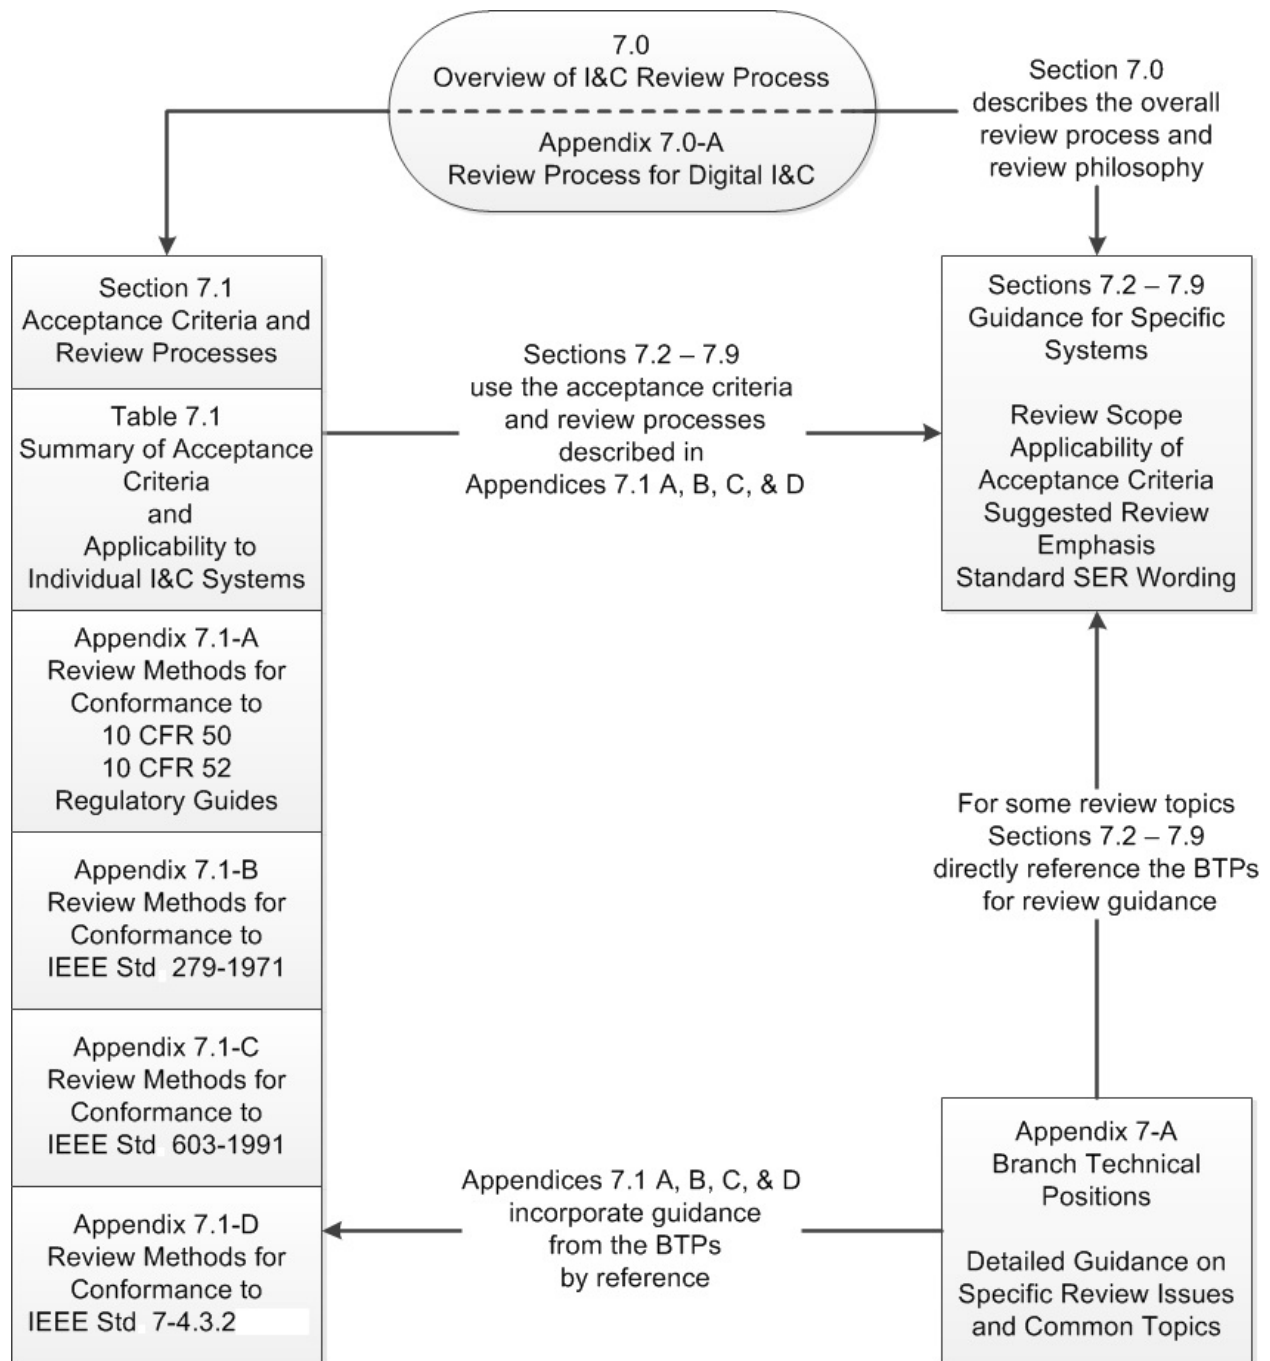 7.0
Overview of I&C Review Process
Appendix 7.0-A
Review Process for Digital I&C
Section 7.0
describes the overall
review process and
review philosophy
Section 7.1
Acceptance Criteria and
Review Processes
Table 7.1
Summary of Acceptance
Criteria
and
Applicability to
Individual I&C Systems
Appendix 7.1-A
Review Methods for
Conformance to
10 CFR 50
10 CFR 52
Regulatory Guides
Appendix 7.1-B
Review Methods for
Conformance to
IEEE Std. 279-1971
Appendix 7.1-C
Review Methods for
Conformance to
IEEE Std. 603-1991
Appendix 7.1-D
Review Methods for
Conformance to
IEEE Std. 7-4.3.2
Sections 7.2 – 7.9
use the acceptance criteria
and review processes
described in
Appendices 7.1 A, B, C, & D
Sections 7.2 – 7.9
Guidance for Specific
Systems
Review Scope
Applicability of
Acceptance Criteria
Suggested Review
Emphasis
Standard SER Wording
For some review topics
Sections 7.2 – 7.9
directly reference the BTPs
for review guidance
Appendices 7.1 A, B, C, & D
incorporate guidance
from the BTPs
by reference
Appendix 7-A
Branch Technical
Positions
Detailed Guidance on
Specific Review Issues
and Common Topics